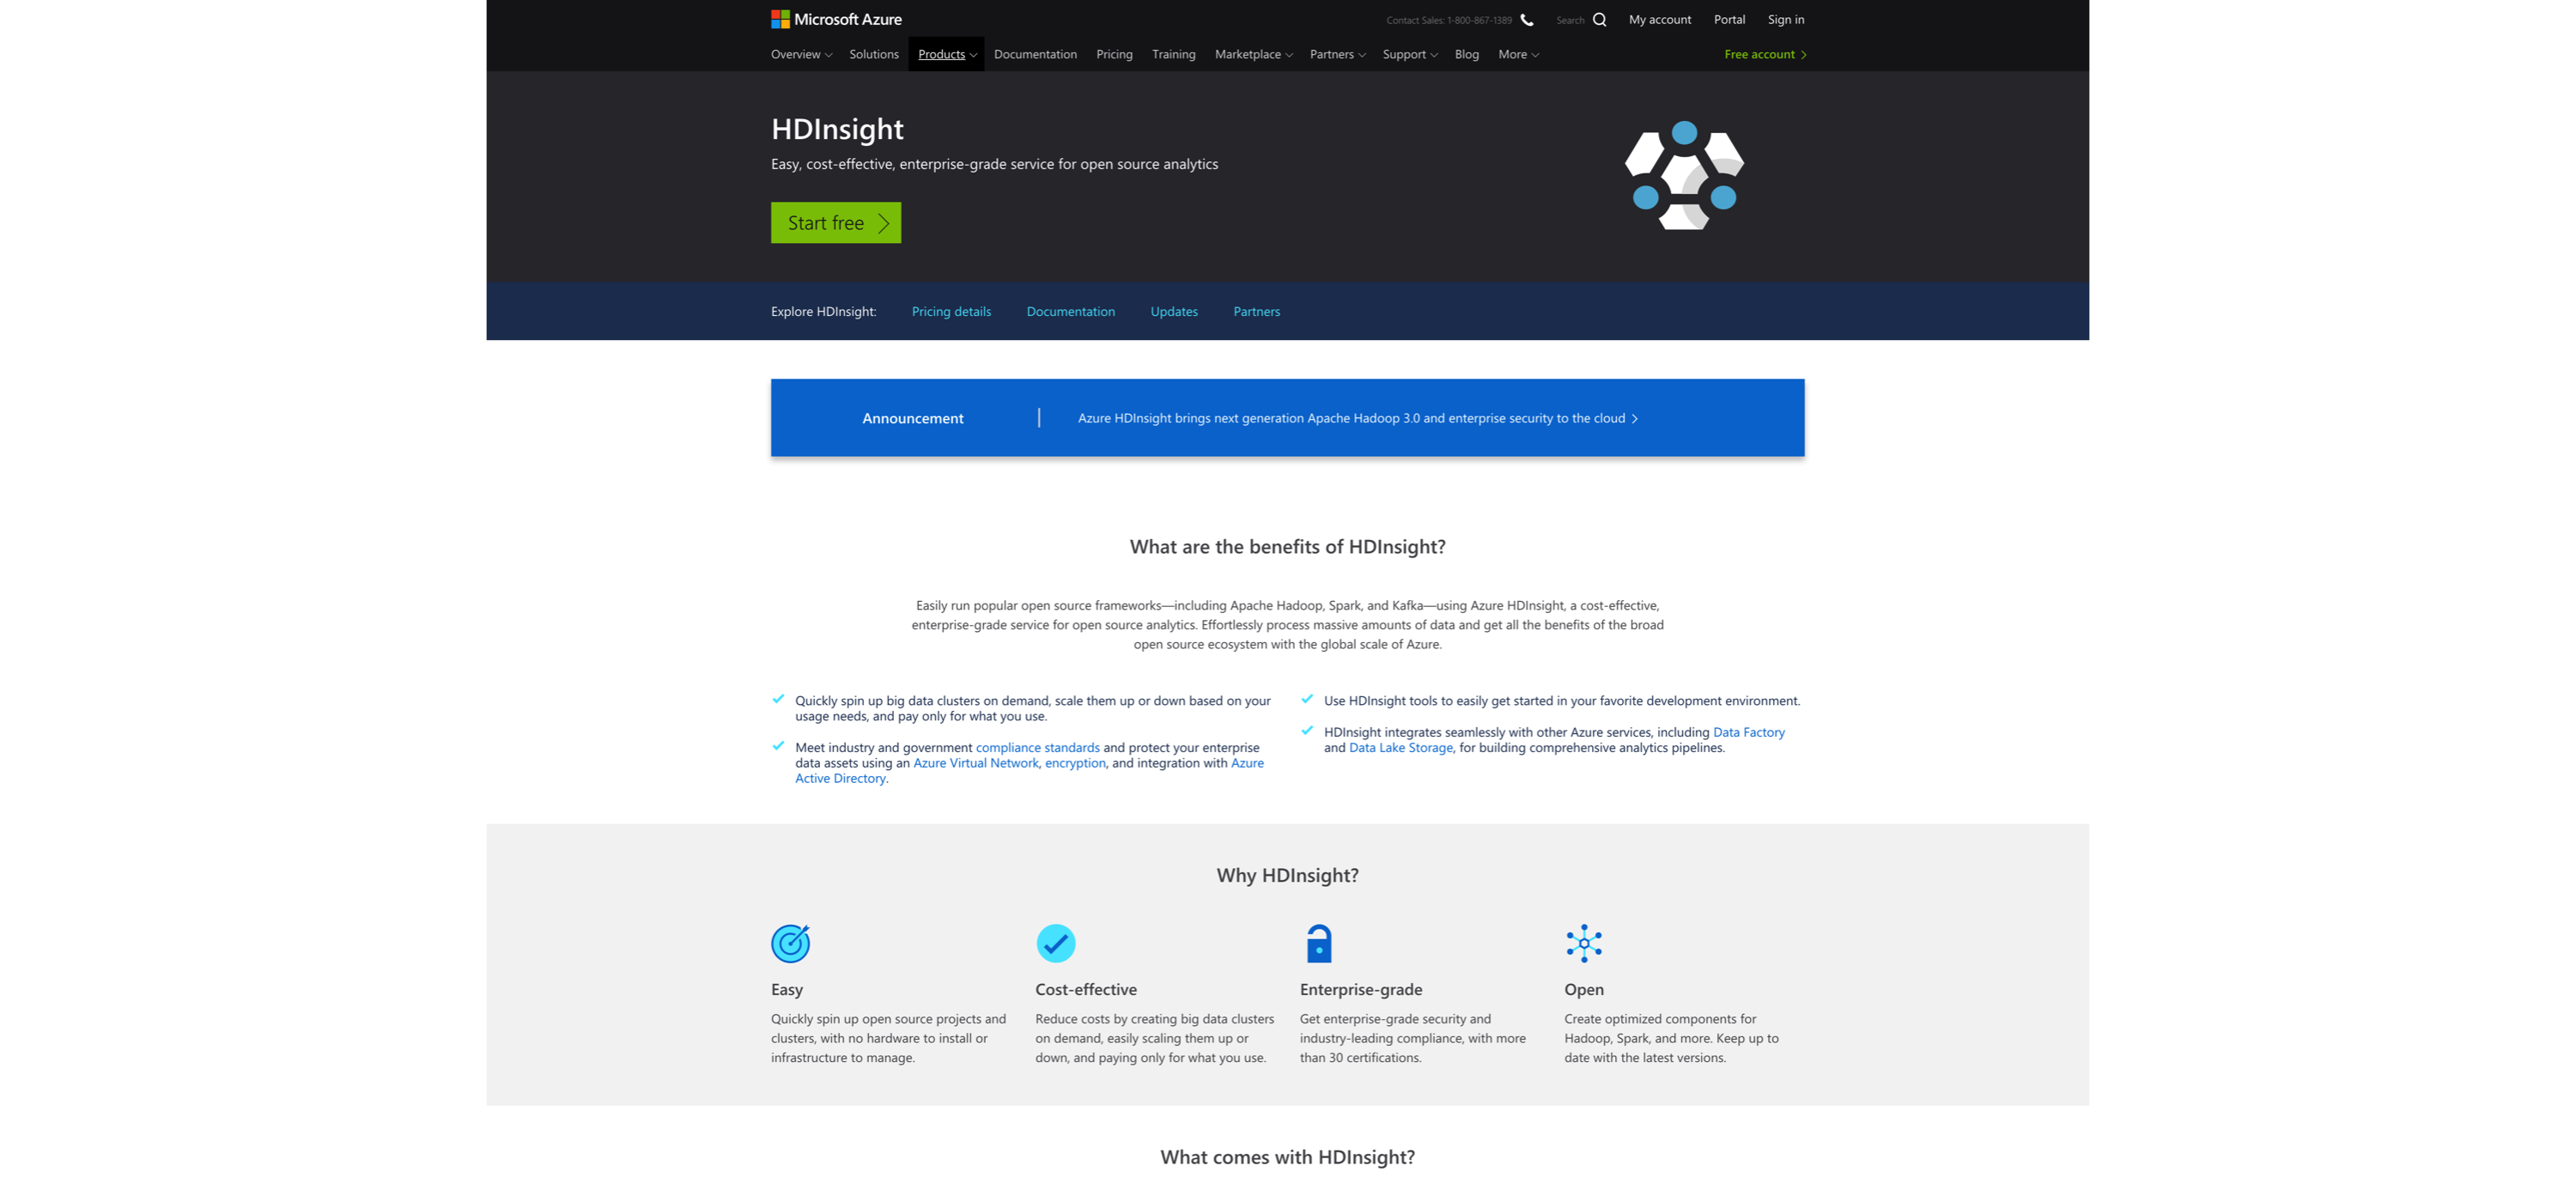 Microsoft Azure
Contact Sales: 1-800-867-1389
Search
My account
Portal
Sign in
Overview
Solutions
Products
Documentation
Pricing
Training
Marketplace
Partners
Support
Blog
More
Free account
HDInsight
Easy, cost-effective, enterprise-grade service for open source analytics
Start free
Explore HDInsight:
Pricing details
Documentation
Updates
Partners
Announcement
Azure HDInsight brings next generation Apache Hadoop 3.0 and enterprise security to the cloud
What are the benefits of HDInsight?
Easily run popular open source frameworks—including Apache Hadoop, Spark, and Kafka—using Azure HDInsight, a cost-effective,
enterprise-grade service for open source analytics. Effortlessly process massive amounts of data and get all the benefits of the broad
open source ecosystem with the global scale of Azure.
Quickly spin up big data clusters on demand, scale them up or down based on your
usage needs, and pay only for what you use.
Meet industry and government compliance standards and protect your enterprise
data assets using an Azure Virtual Network, encryption, and integration with Azure
Active Directory.
Use HDInsight tools to easily get started in your favorite development environment.
HDInsight integrates seamlessly with other Azure services, including Data Factory
and Data Lake Storage, for building comprehensive analytics pipelines.
Why HDInsight?
Easy
Quickly spin up open source projects and
clusters, with no hardware to install or
infrastructure to manage.
Cost-effective
Reduce costs by creating big data clusters
on demand, easily scaling them up or
down, and paying only for what you use.
Enterprise-grade
Get enterprise-grade security and
industry-leading compliance, with more
than 30 certifications.
Open
Create optimized components for
Hadoop, Spark, and more. Keep up to
date with the latest versions.
What comes with HDInsight?